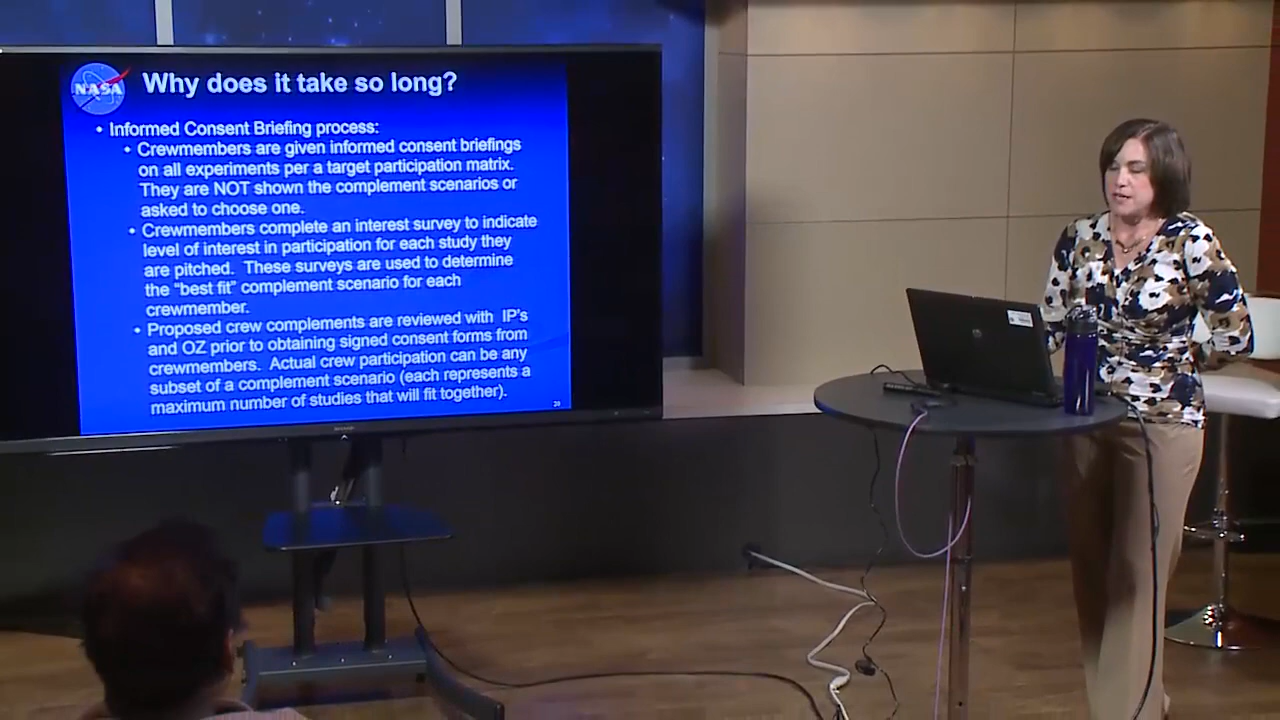 NASA
Why does it take so long?
• Informed Consent Briefing process:
• Crewmembers are given informed consent briefings
on all experiments per a target participation matrix.
They are NOT shown the complement scenarios or
asked to choose one.
• Crewmembers complete an interest survey to indicate
level of interest in participation for each study they
are pitched. These surveys are used to determine
the "best fit" complement scenario for each
crewmember.
• Proposed crew complements are reviewed with IP's
and OZ prior to obtaining signed consent forms from
crewmembers. Actual crew participation can be any
subset of a complement scenario (each represents a
maximum number of studies that will fit together).